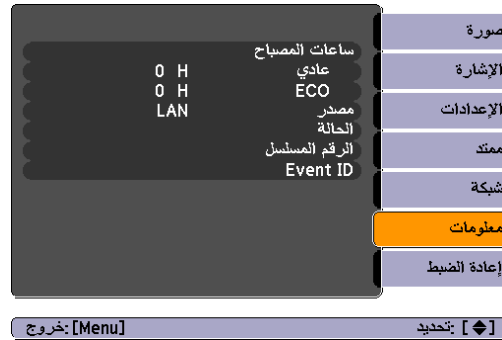 صورة
الإشارة
الإعدادات
ممتد
شبكة
معلومات
إعادة الضبط
ساعات المصباح
عادي 0 H
ECO 0 H
مصدر LAN
الحالة
الرقم المسلسل
Event ID
[◆] :تحديد [Menu] :خروج